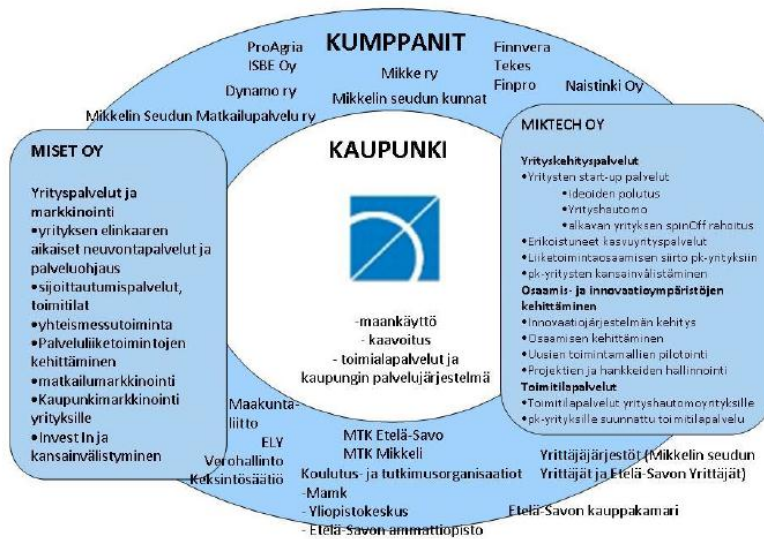 KUMPPANIT
ProAgria
ISBE Oy
Dynamo ry
Mikkelin Seudun Matkailupalvelu ry
Mikke ry
Mikkelin seudun kunnat
Finnvera
Tekes
Finpro
Naistinki Oy
MISET OY
Yrityspalvelut ja
markkinointi
•yrityksen elinkaaren
aikaiset neuvontapalvelut ja
palveluohjaus
•sijoittautumispalvelut,
toimitilat
•yhteismessutoiminta
•Palveluliiketoimintojen
kehittäminen
•matkailumarkkinointi
•Kaupunkimarkkinointi
yrityksille
•Invest In ja
kansainvälistyminen
KAUPUNKI
-maankäyttö
- kaavoitus
- toimialapalvelut ja
kaupungin palvelujärjestelmä
MIKTECH OY
Yrityskehityspalvelut
•Yritysten start-up palvelut
•ideoiden polutus
•Yrityshautomo
•alkavan yrityksen spinOff rahoitus
•Erikoistuneet kasvuyrityspalvelut
•Liiketoimintaosaamisen siirto pk-yrityksiin
•pk-yritysten kansainvälistäminen
Osaamis- ja innovaatioympäristöjen
kehittäminen
•Innovaatiojärjestelmän kehitys
•Osaamisen kehittäminen
•Uusien toimintamallien pilotointi
•Projektien ja hankkeiden hallinnointi
Toimitilapalvelut
•Toimitilapalvelut yrityshautomoyrityksille
•pk-yrityksille suunnattu toimitilapalvelu
Maakunta-
liitto
ELY
Verohallinto
Keksintösäätiö
MTK Etelä-Savo
MTK Mikkeli
Koulutus- ja tutkimusorganisaatiot
-Mamk
- Yliopistokeskus
- Etelä-Savon ammattiopisto
Yrittäjäjärjestöt (Mikkelin seudun
Yrittäjät ja Etelä-Savon Yrittäjät)
Etelä-Savon kauppakamari